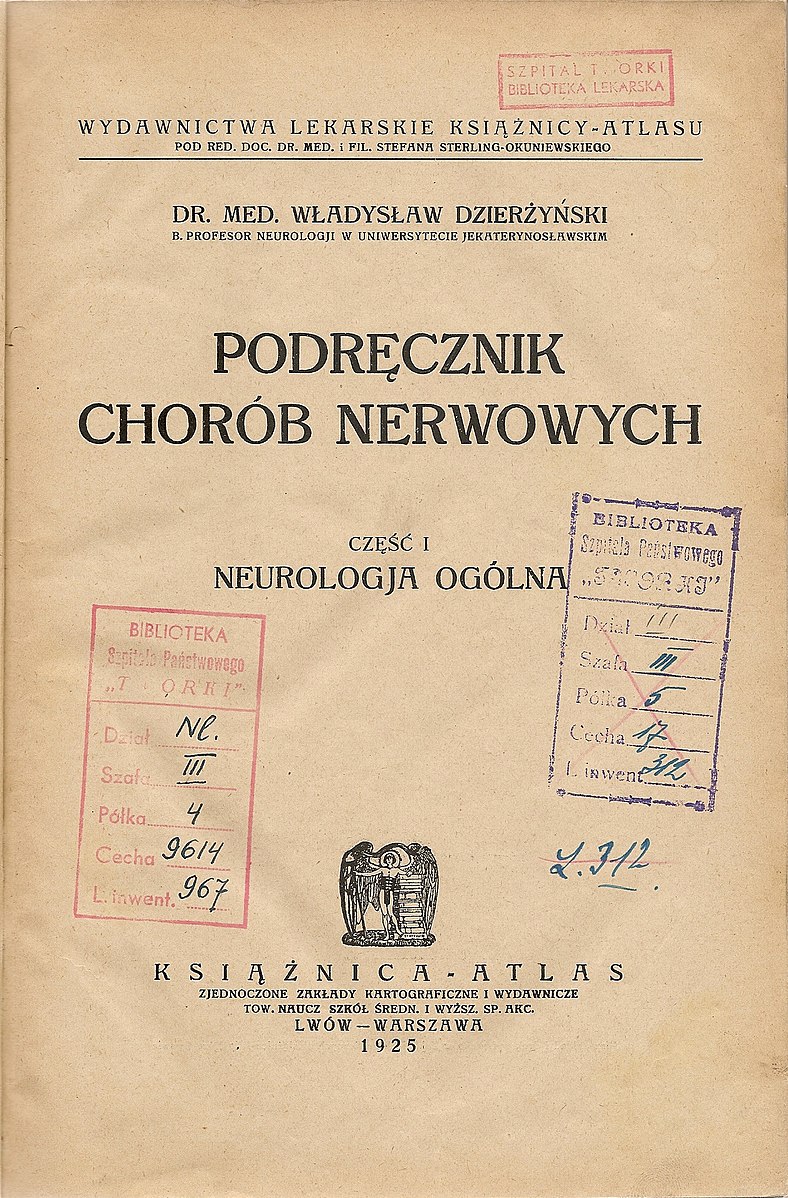 SZPITAL T ORKI
BIBLIOTEKA LEKARSKA
WYDAWNICTWA LEKARSKIE KSIĄŻNICY-ATLASU
POD RED. DOC. DR. MED. i FIL. STEFANA STERLING-OKUNIEWSKIEGO
DR. MED. WŁADYSŁAW DZIERŻYŃSKI
B. PROFESOR NEUROLOGJI W UNIWERSYTECIE JEKATERYNOSŁAWSKIM
PODRĘCZNIK
CHORÓB NERWOWYCH
CZĘŚĆ I
NEUROLOGJA OGÓLNA
BIBLIOTEKA
Szpitala Państwowego
"TWORKI"
Dział III
Szafa III
Półka 5
Cecha 17
L. inwent. 312
BIBLIOTEKA
Szpitala Państwowego
„T ORKI"
Dział Nl.
Szafa III
Półka 4
Cecha 9614
L. inwent. 967
L. 312.
KSIĄŻNICA-ATLAS
ZJEDNOCZONE ZAKŁADY KARTOGRAFICZNE I WYDAWNICZE
TOW. NAUCZ SZKÓŁ ŚREDN. I WYŻSZ. SP. AKC.
LWÓW—WARSZAWA
1925